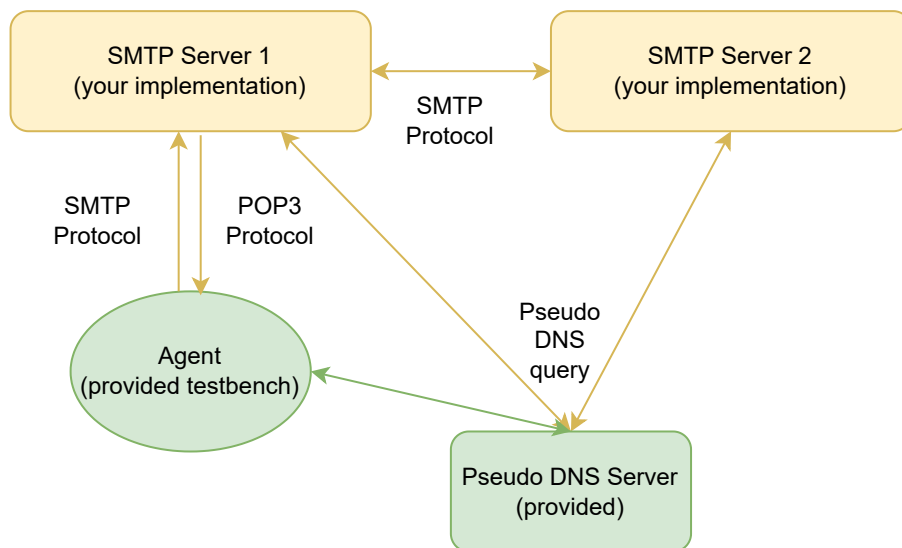 SMTP Server 1
(your implementation)
SMTP Server 2
(your implementation)
SMTP
Protocol
SMTP
Protocol
POP3
Protocol
Pseudo
DNS
query
Agent
(provided testbench)
Pseudo DNS Server
(provided)